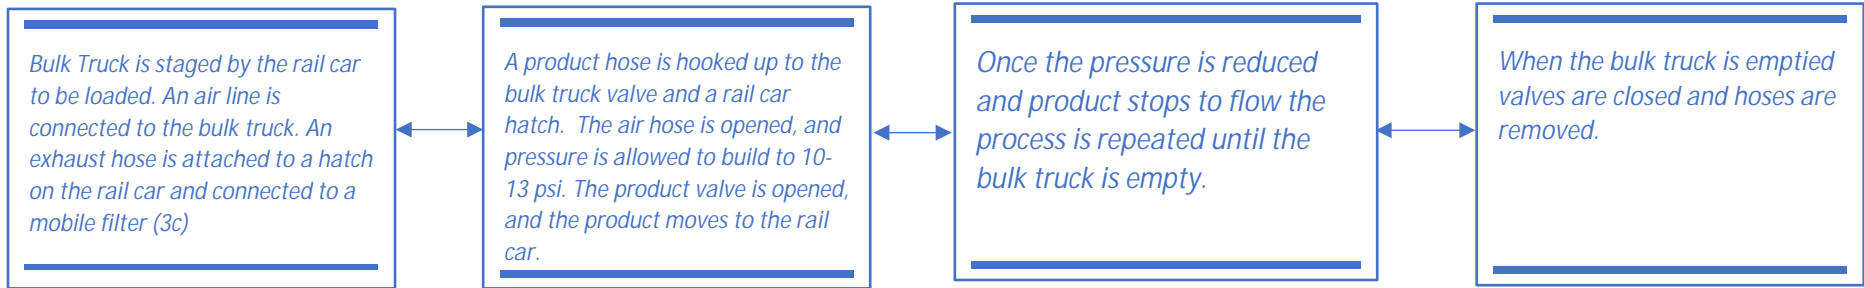 Bulk Truck is staged by the rail car
to be loaded. An air line is
connected to the bulk truck. An
exhaust hose is attached to a hatch
on the rail car and connected to a
mobile filter (3c)
A product hose is hooked up to the
bulk truck valve and a rail car
hatch.  The air hose is opened, and
pressure is allowed to build to 10-
13 psi. The product valve is opened,
and the product moves to the rail
car.
Once the pressure is reduced
and product stops to flow the
process is repeated until the
bulk truck is empty.
When the bulk truck is emptied
valves are closed and hoses are
removed.